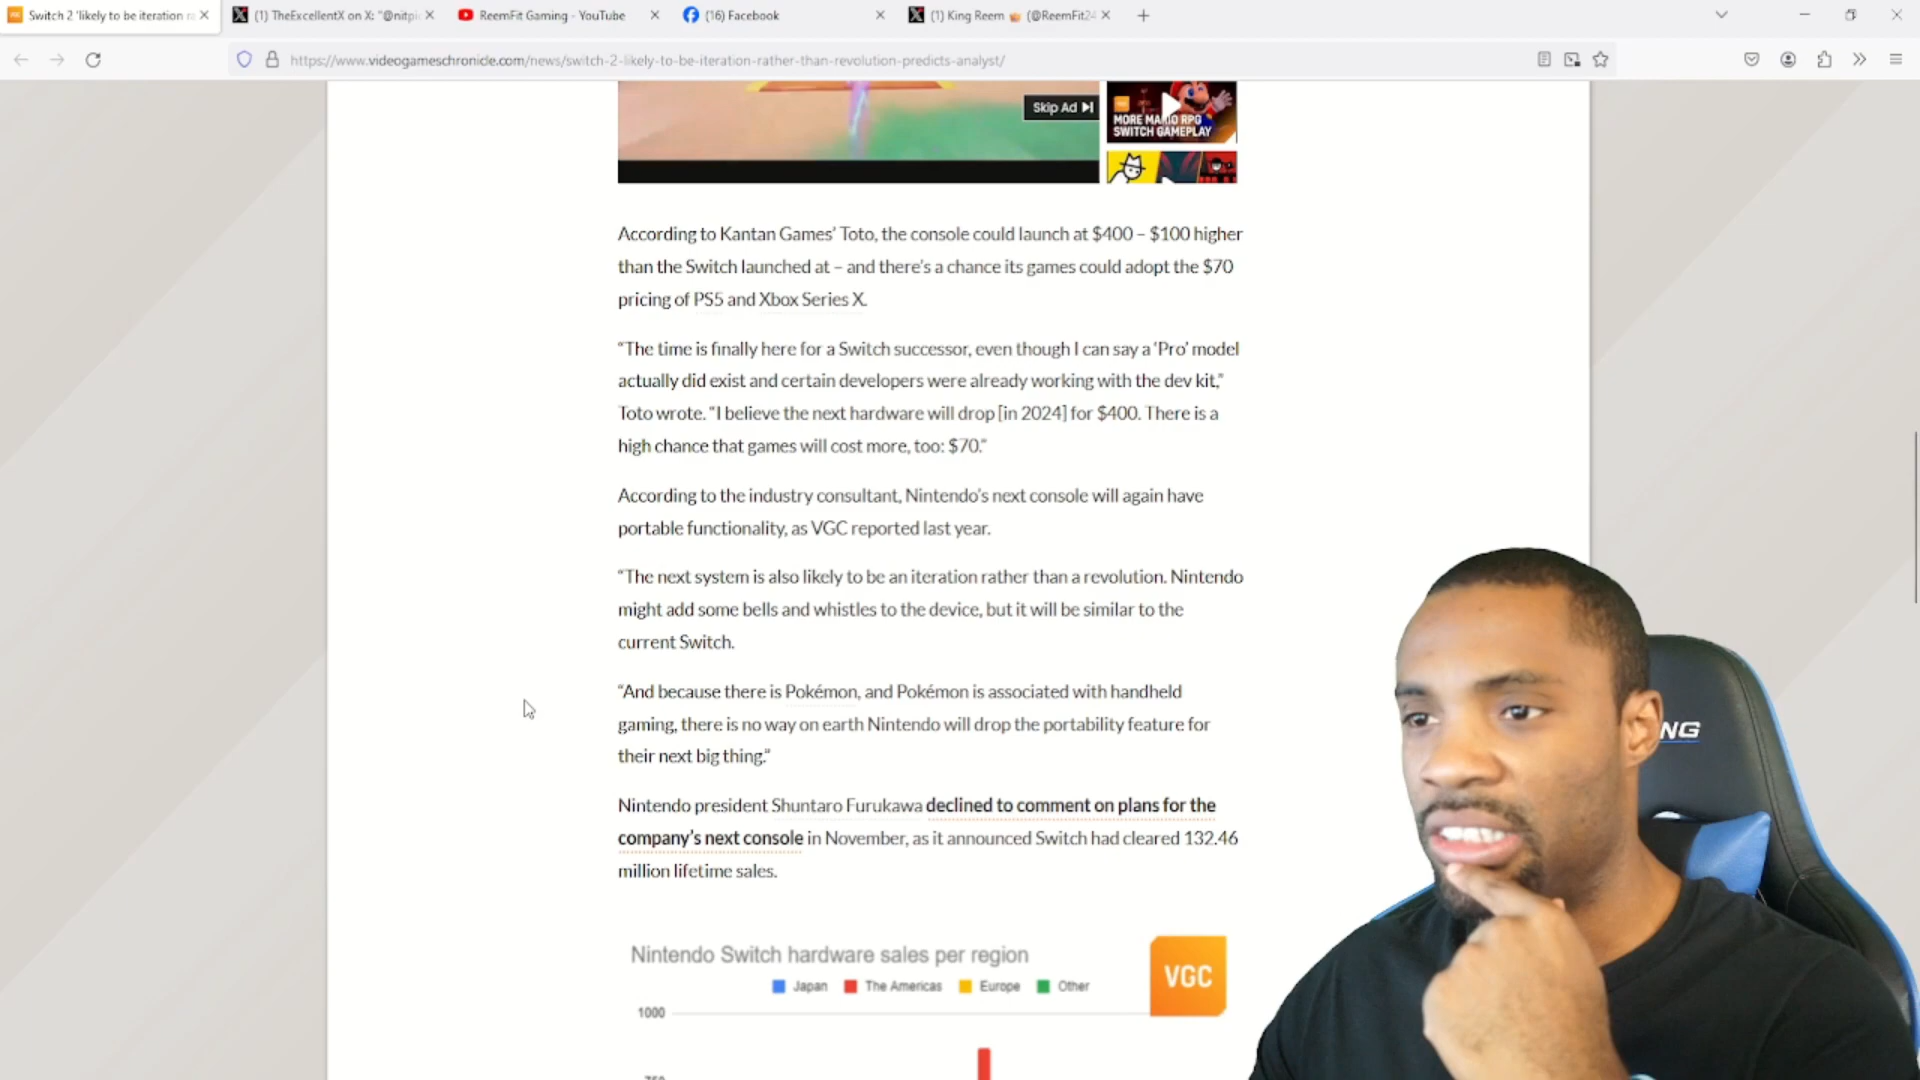 Switch 2 'likely to be iteration ra
(1) TheExcellentX on X: "@nitpi
ReemFit Gaming - YouTube
(16) Facebook
(1) King Reem (@ReemFit24
https://www.videogameschronicle.com/news/switch-2-likely-to-be-iteration-rather-than-revolution-predicts-analyst/
Skip Ad
MORE MARIO RPG
SWITCH GAMEPLAY
According to Kantan Games' Toto, the console could launch at $400 – $100 higher
than the Switch launched at – and there's a chance its games could adopt the $70
pricing of PS5 and Xbox Series X.
“The time is finally here for a Switch successor, even though I can say a ‘Pro’ model
actually did exist and certain developers were already working with the dev kit,”
Toto wrote. “I believe the next hardware will drop [in 2024] for $400. There is a
high chance that games will cost more, too: $70.”
According to the industry consultant, Nintendo’s next console will again have
portable functionality, as VGC reported last year.
“The next system is also likely to be an iteration rather than a revolution. Nintendo
might add some bells and whistles to the device, but it will be similar to the
current Switch.
“And because there is Pokémon, and Pokémon is associated with handheld
gaming, there is no way on earth Nintendo will drop the portability feature for
their next big thing.”
Nintendo president Shuntaro Furukawa declined to comment on plans for the
company’s next console in November, as it announced Switch had cleared 132.46
million lifetime sales.
Nintendo Switch hardware sales per region
VGC
Japan The Americas Europe Other
1000
750
NG